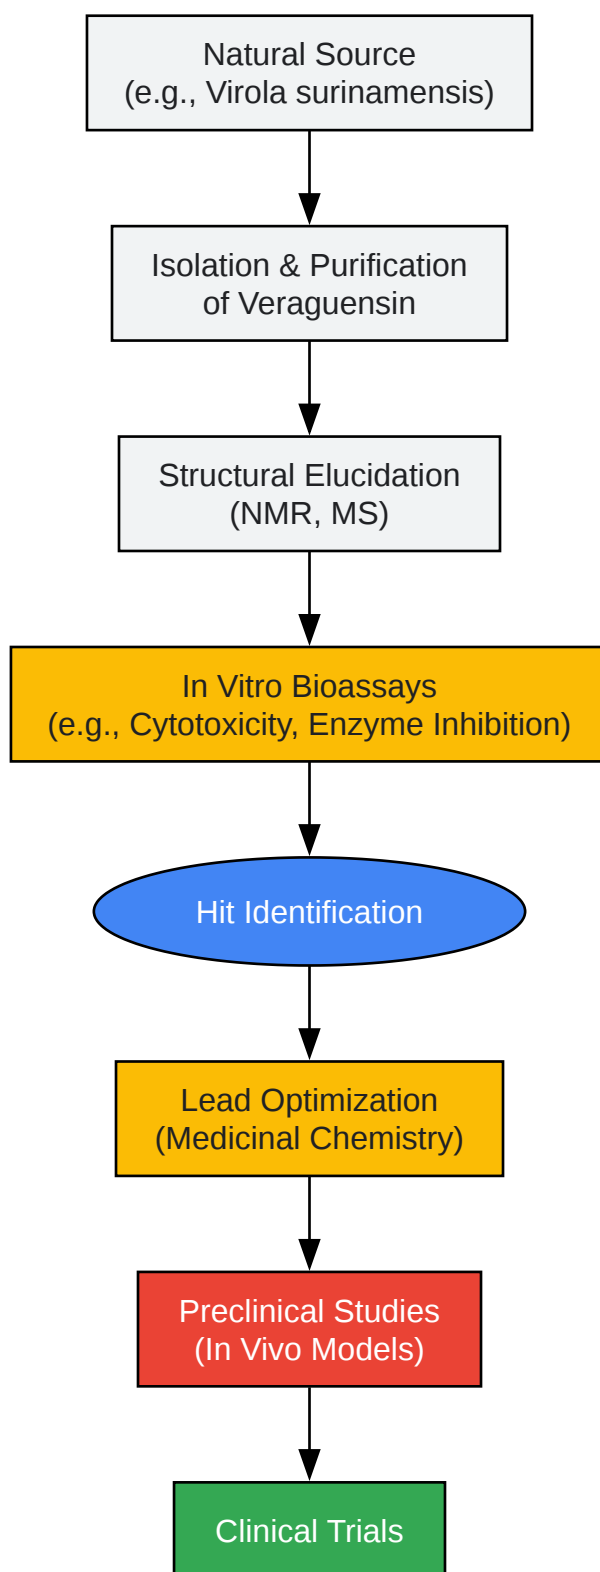 Natural Source
(e.g., Virola surinamensis)
Isolation & Purification
of Veraguensin
Structural Elucidation
(NMR, MS)
In Vitro Bioassays
(e.g., Cytotoxicity, Enzyme Inhibition)
Hit Identification
Lead Optimization
(Medicinal Chemistry)
Preclinical Studies
(In Vivo Models)
Clinical Trials